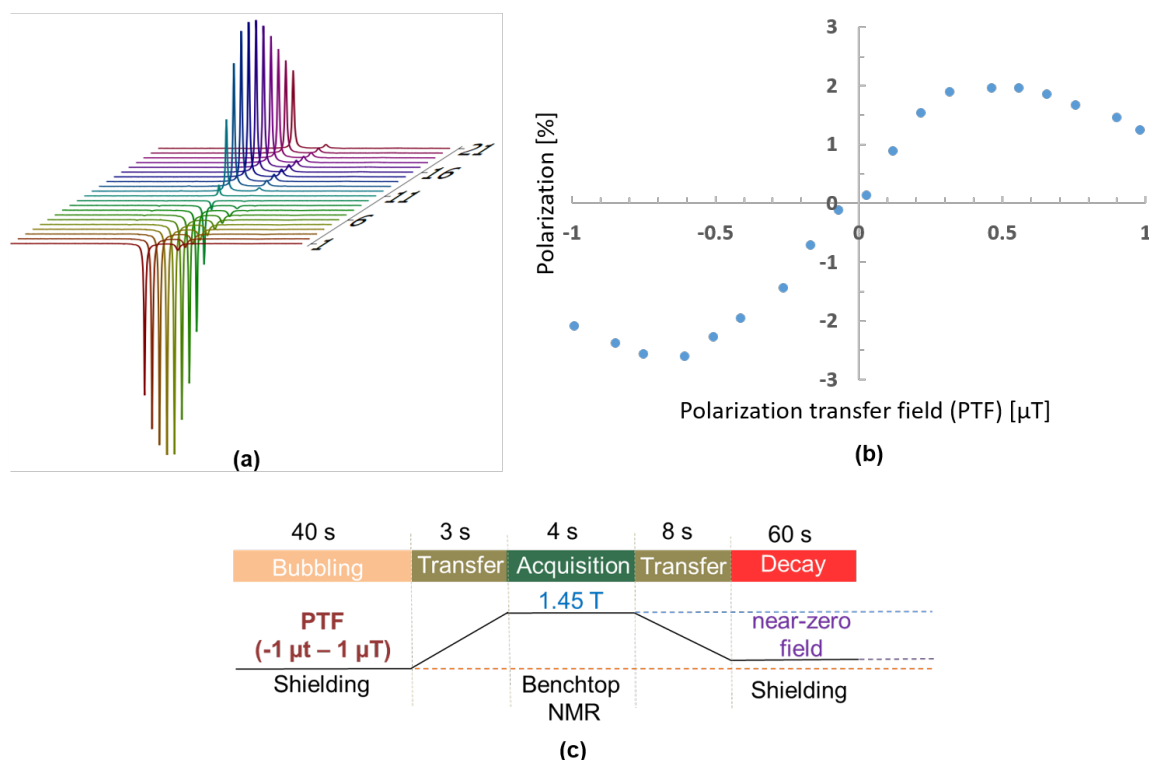 21
16
11
6
1
(a)
3
2
1
0
-1
-0.5
0
0.5
1
-1
-2
-3
Polarization [%]
Polarization transfer field (PTF) [µT]
(b)
40 s
3 s
4 s
8 s
60 s
Bubbling
Transfer
Acquisition
Transfer
Decay
1.45 T
PTF
(-1 µt – 1 µT)
near-zero
field
Shielding
Benchtop
NMR
Shielding
(c)